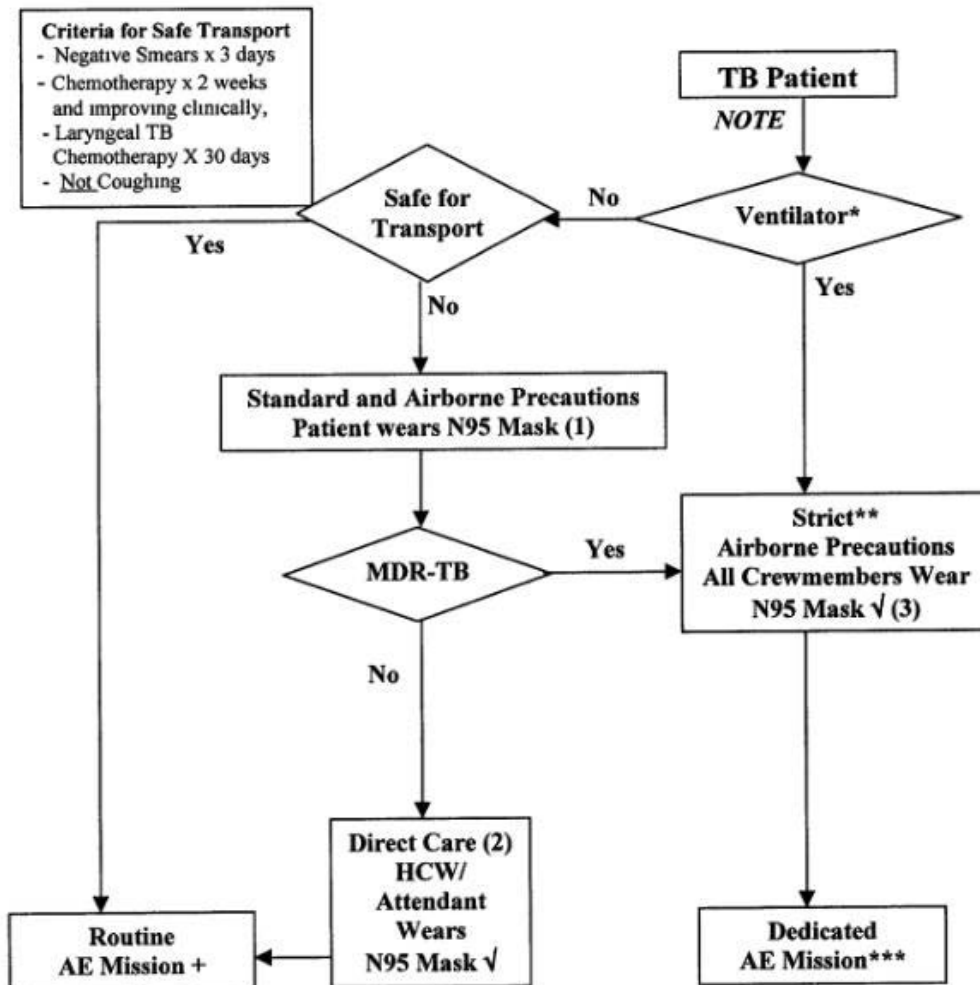 Criteria for Safe Transport
- Negative Smears x 3 days
- Chemotherapy x 2 weeks
and improving clinically,
- Laryngeal TB
Chemotherapy X 30 days
- Not Coughing
TB Patient
NOTE
Ventilator*
No
Yes
Safe for
Transport
Yes
No
Standard and Airborne Precautions
Patient wears N95 Mask (1)
MDR-TB
Yes
No
Strict**
Airborne Precautions
All Crewmembers Wear
N95 Mask √ (3)
Direct Care (2)
HCW/
Attendant
Wears
N95 Mask √
Routine
AE Mission +
Dedicated
AE Mission***